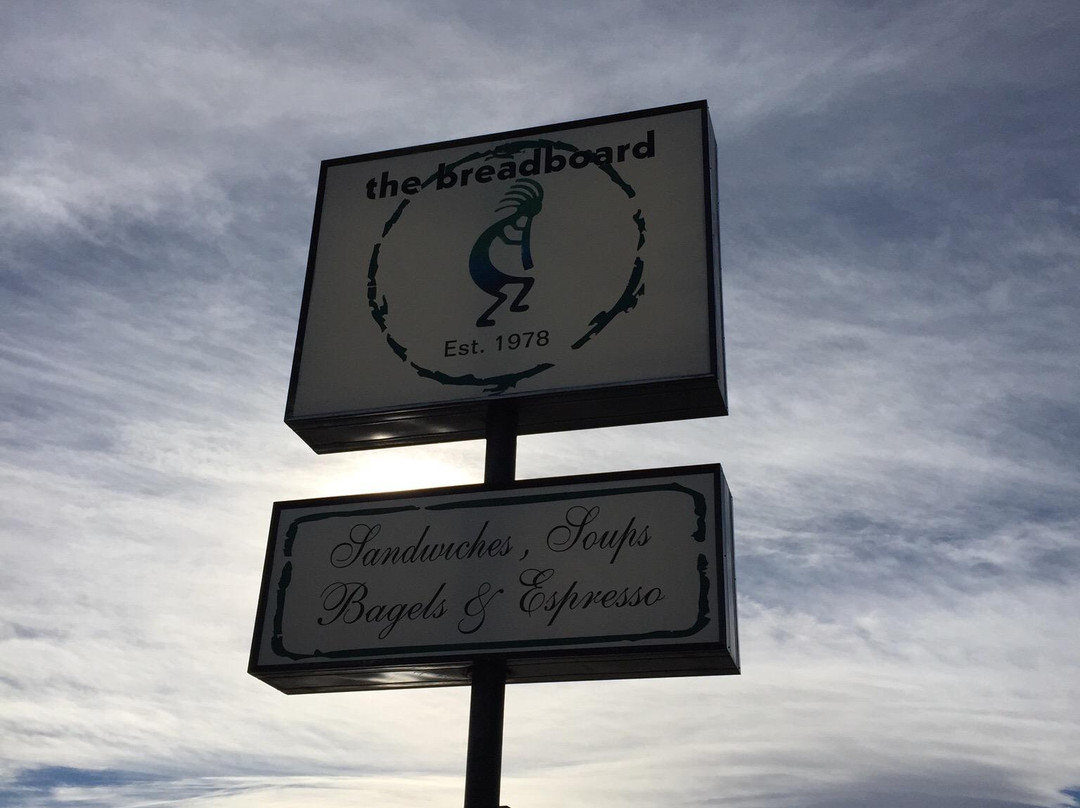 the breadboard
Est. 1978
Sandwiches, Soups
Bagels & Espresso